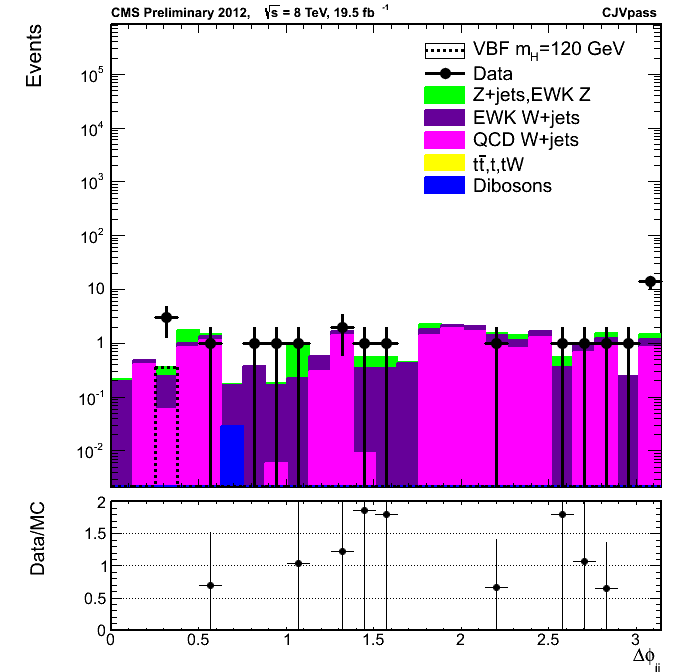 CMS Preliminary 2012, √s = 8 TeV, 19.5 fb⁻¹ CJVpass
Events
VBF m_H=120 GeV
Data
Z+jets,EWK Z
EWK W+jets
QCD W+jets
tt̄,t,tW
Dibosons
10⁵
10⁴
10³
10²
10
1
10⁻¹
10⁻²
Data/MC
2
1.5
1
0.5
0
0 0.5 1 1.5 2 2.5 3
Δϕ_jj